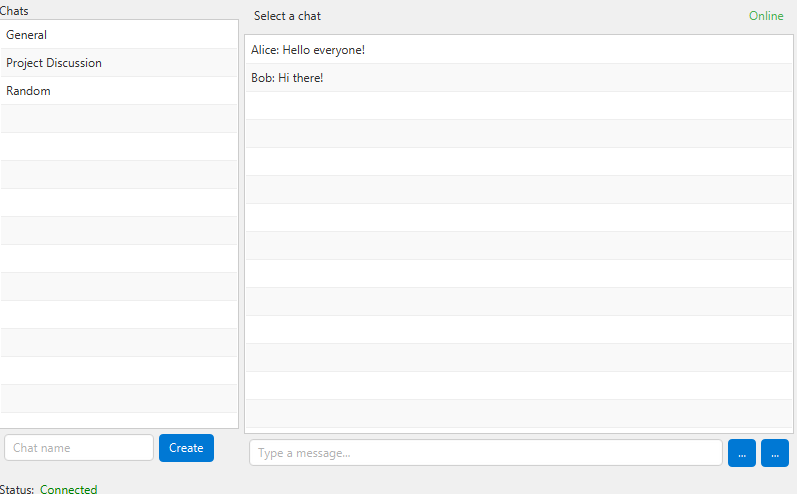 Chats
General
Project Discussion
Random
Chat name
Create
Status: Connected
Select a chat
Online
Alice: Hello everyone!
Bob: Hi there!
Type a message...
...
...